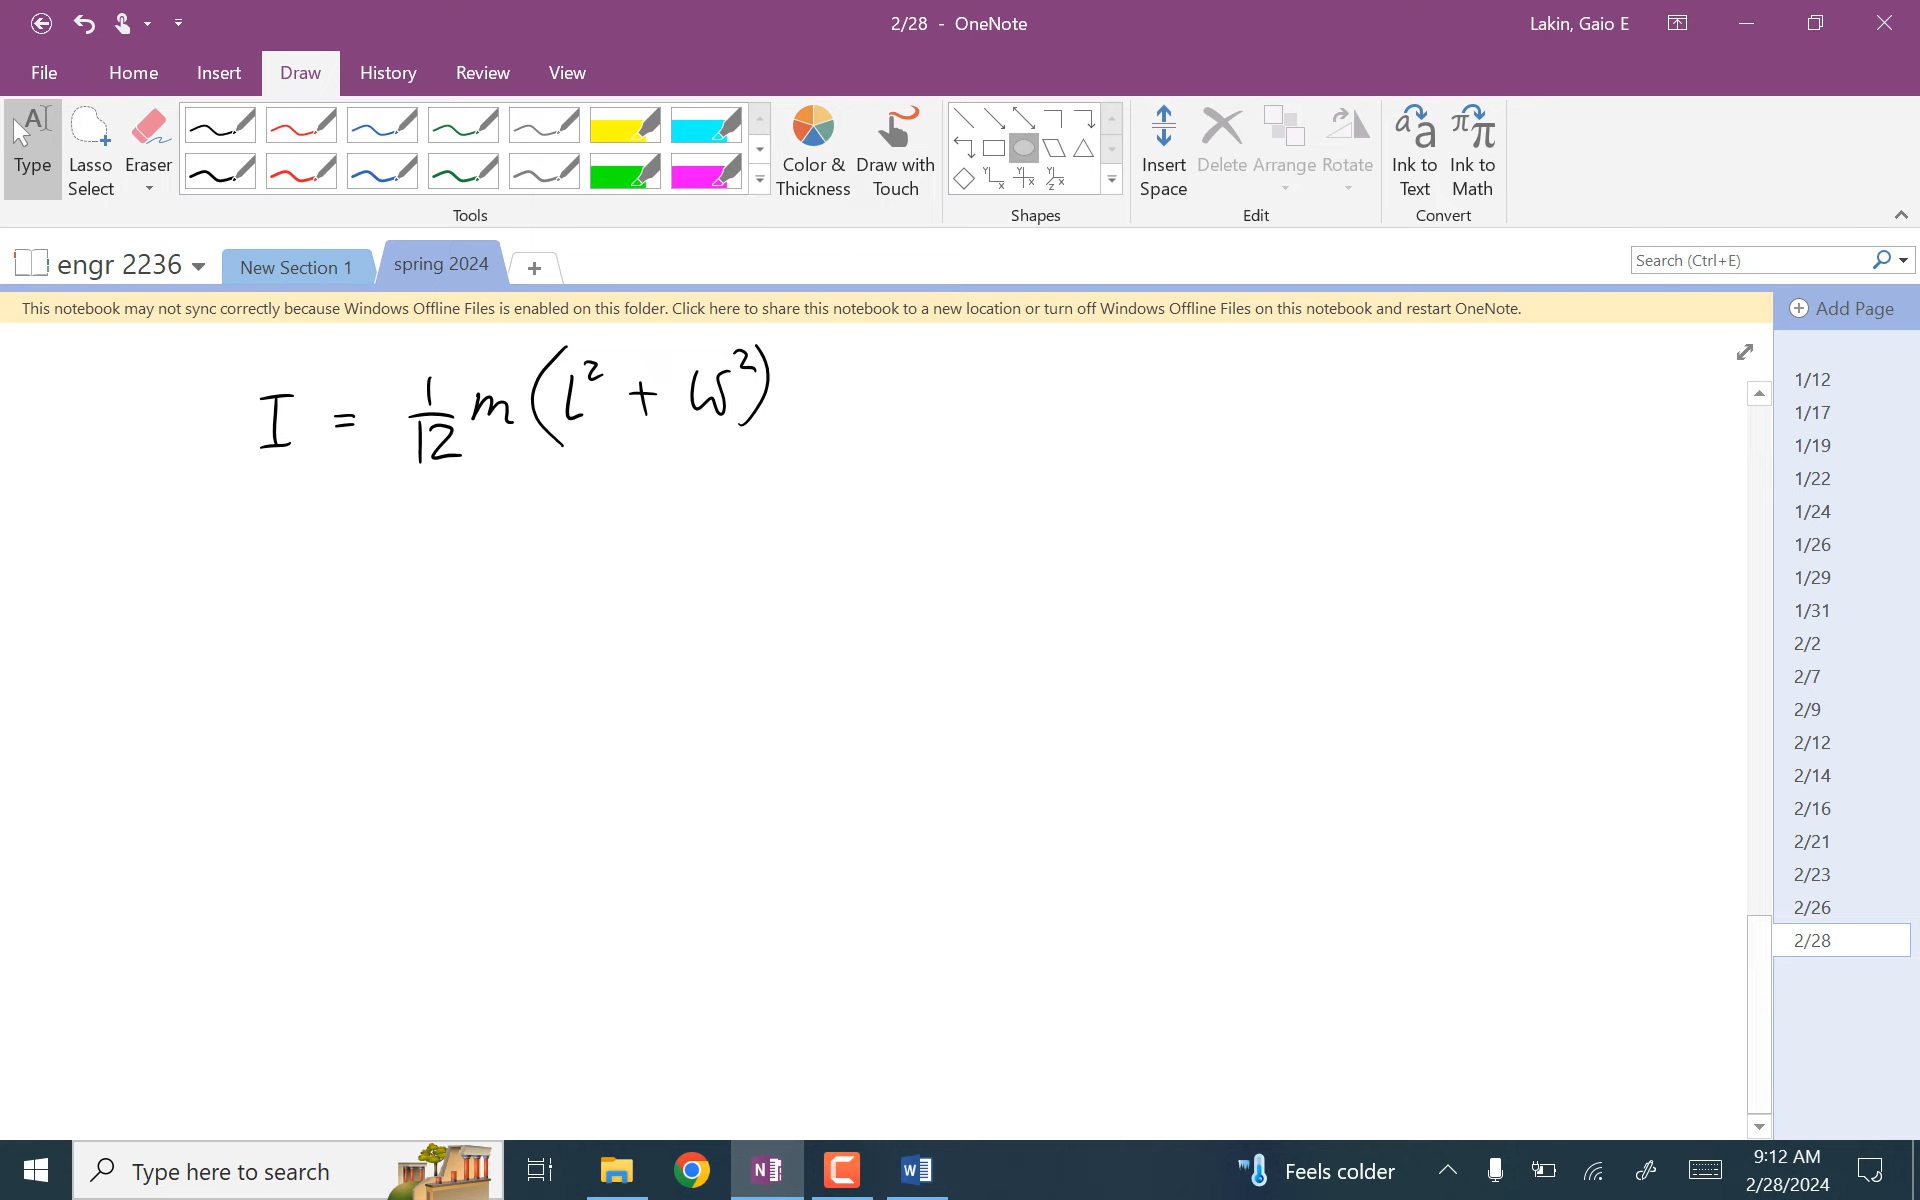 2/28 - OneNote
Lakin, Gaio E
File Home Insert Draw History Review View
Type
Lasso Select
Eraser
Color & Thickness
Draw with Touch
Insert Space
Delete
Arrange
Rotate
Ink to Text
Ink to Math
Tools
Shapes
Edit
Convert
engr 2236
New Section 1
spring 2024
Search (Ctrl+E)
This notebook may not sync correctly because Windows Offline Files is enabled on this folder. Click here to share this notebook to a new location or turn off Windows Offline Files on this notebook and restart OneNote.
Add Page
I = 1/12 m (L² + W²)
1/12
1/17
1/19
1/22
1/24
1/26
1/29
1/31
2/2
2/7
2/9
2/12
2/14
2/16
2/21
2/23
2/26
2/28
Type here to search
Feels colder
9:12 AM
2/28/2024